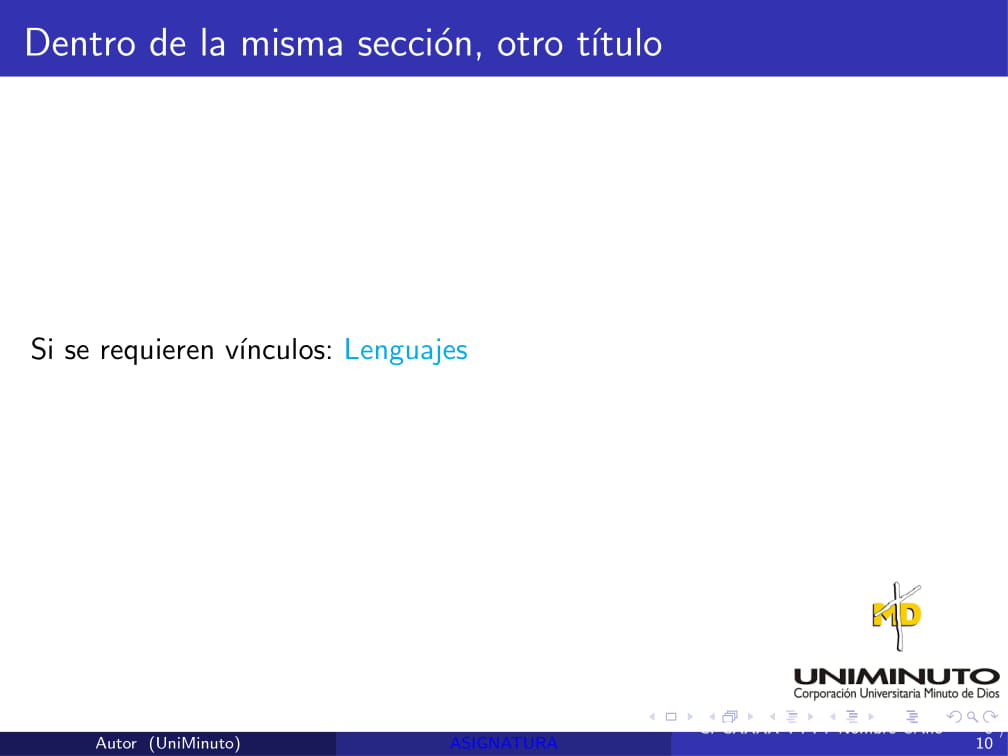 Dentro de la misma sección, otro título
Si se requieren vínculos: Lenguajes
MD
UNIMINUTO
Corporación Universitaria Minuto de Dios
Autor (UniMinuto)
ASIGNATURA
10